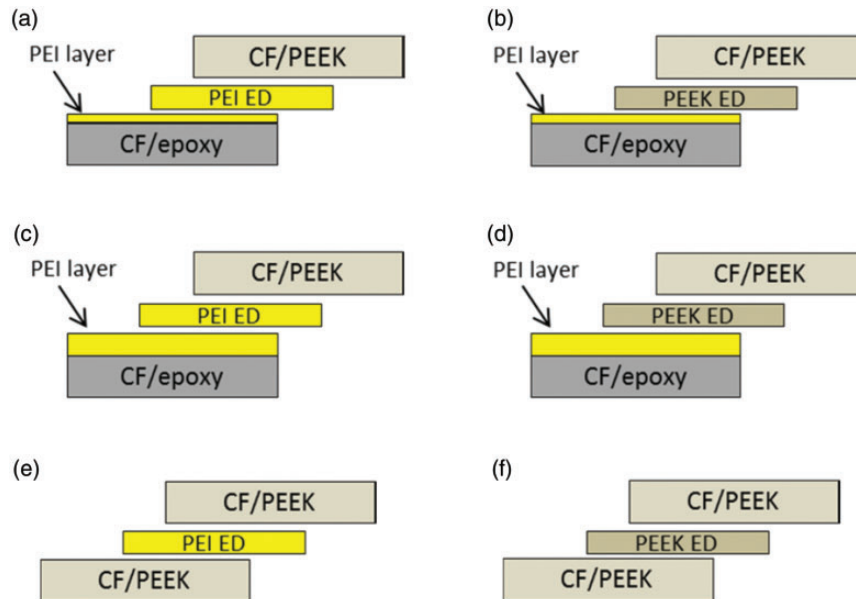 (a)
CF/PEEK
PEI layer
PEI ED
CF/epoxy
(b)
CF/PEEK
PEI layer
PEEK ED
CF/epoxy
(c)
CF/PEEK
PEI layer
PEI ED
CF/epoxy
(d)
CF/PEEK
PEI layer
PEEK ED
CF/epoxy
(e)
CF/PEEK
PEI ED
CF/PEEK
(f)
CF/PEEK
PEEK ED
CF/PEEK